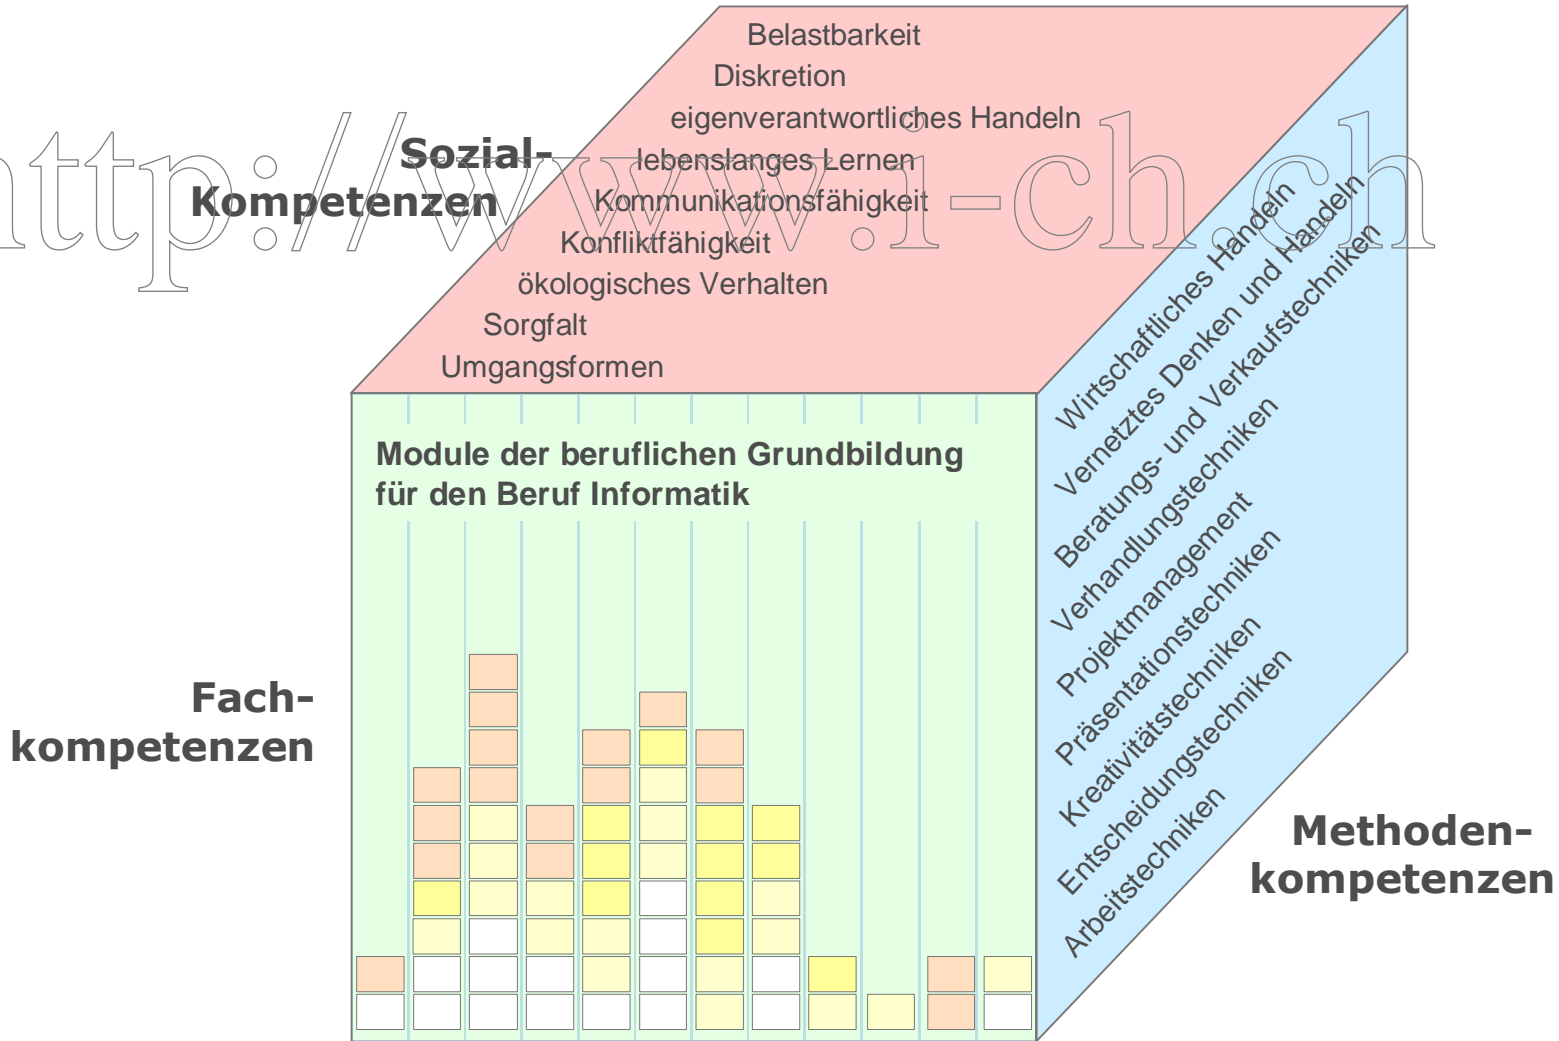 Belastbarkeit
Diskretion
eigenverantwortliches Handeln
Sozial-
Kompetenzen
lebenslanges Lernen
Kommunikationsfähigkeit
Konfliktfähigkeit
ökologisches Verhalten
Sorgfalt
Umgangsformen
http://www.i-ch.ch
Module der beruflichen Grundbildung
für den Beruf Informatik
Fach-
kompetenzen
Wirtschaftliches Handeln
Vernetztes Denken und Handeln
Beratungs- und Verkaufstechniken
Verhandlungstechniken
Projektmanagement
Präsentationstechniken
Kreativitätstechniken
Entscheidungstechniken
Arbeitstechniken
Methoden-
kompetenzen